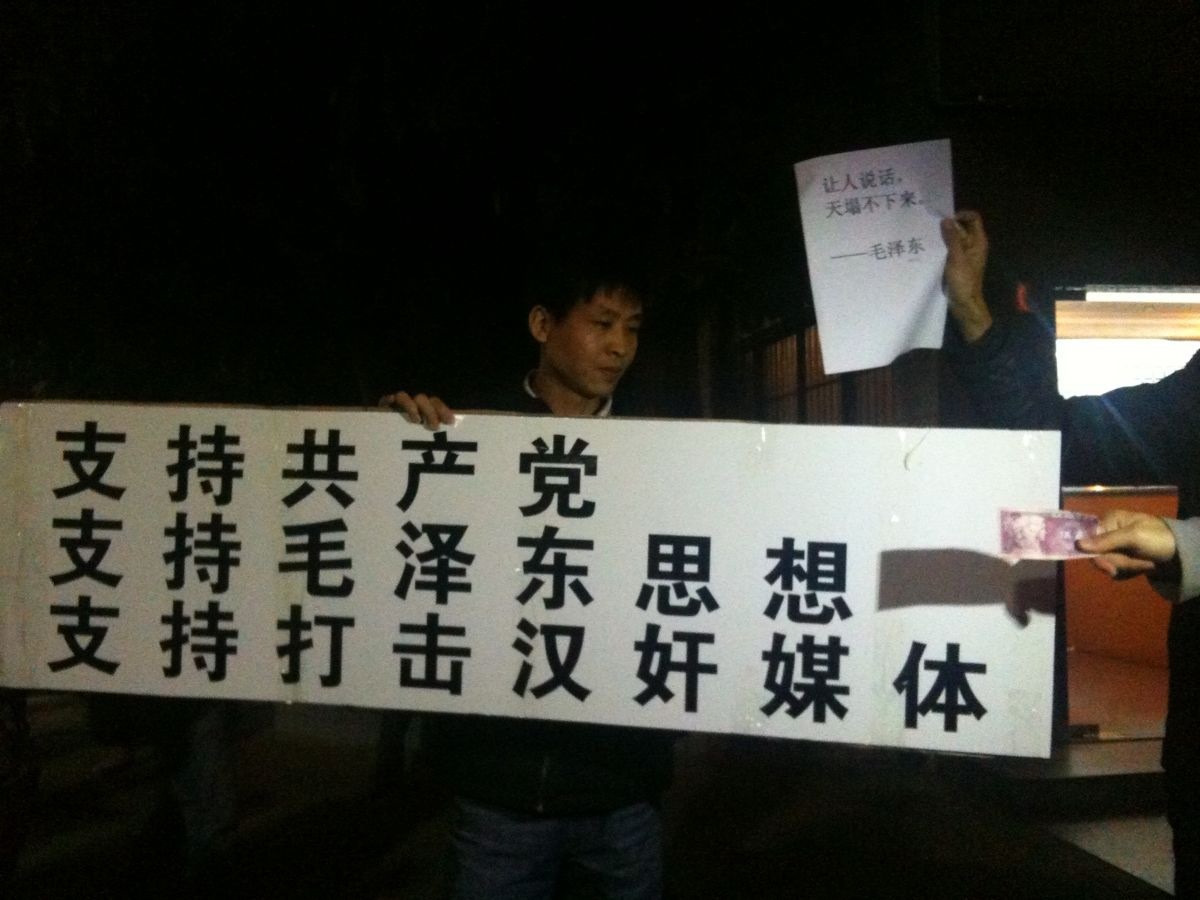 让人说话,
天塌不下来。
——毛泽东
支持共产党
支持毛泽东思想
支持打击汉奸媒体